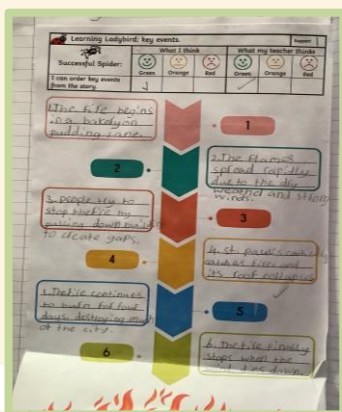 Learning Ladybird: key events.
Support
Successful Spider:
What I think
What my teacher thinks
Green
Orange
Red
Green
Orange
Red
I can order key events
from the story.
1. The fire begins
in a bakery on
pudding lane.
1
2
2. The flames
spread rapidly
due to the dry
weather and strong
winds.
3. people try to
stop the fire by
pulling down
to create gaps.
3
4
4. St. pauls
catches fire and
its roof collapses
5. The fire continues
to burn for four
days, destroying much
of the city.
5
6
6. The fire finally
stops when the
wind dies down.